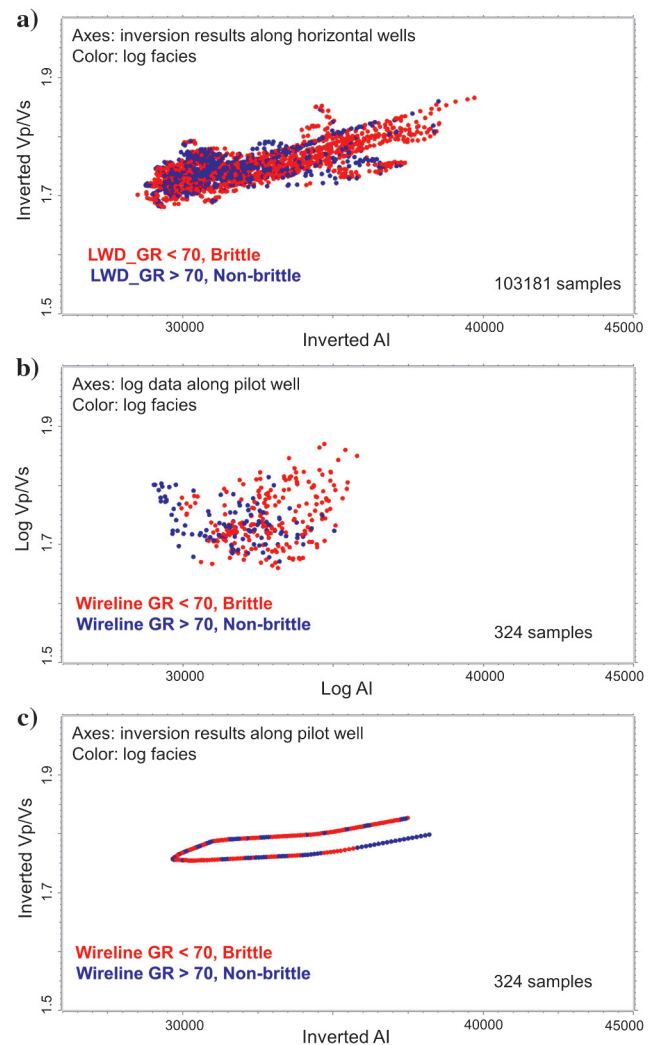 a)
Axes: inversion results along horizontal wells
Color: log facies
Inverted Vp/Vs
1.9
1.7
1.5
LWD_GR < 70, Brittle
LWD_GR > 70, Non-brittle
103181 samples
30000
40000
45000
Inverted AI
b)
Axes: log data along pilot well
Color: log facies
Log Vp/Vs
1.9
1.7
1.5
Wireline GR < 70, Brittle
Wireline GR > 70, Non-brittle
324 samples
30000
40000
45000
Log AI
c)
Axes: inversion results along pilot well
Color: log facies
Inverted Vp/Vs
1.9
1.7
1.5
Wireline GR < 70, Brittle
Wireline GR > 70, Non-brittle
324 samples
30000
40000
45000
Inverted AI